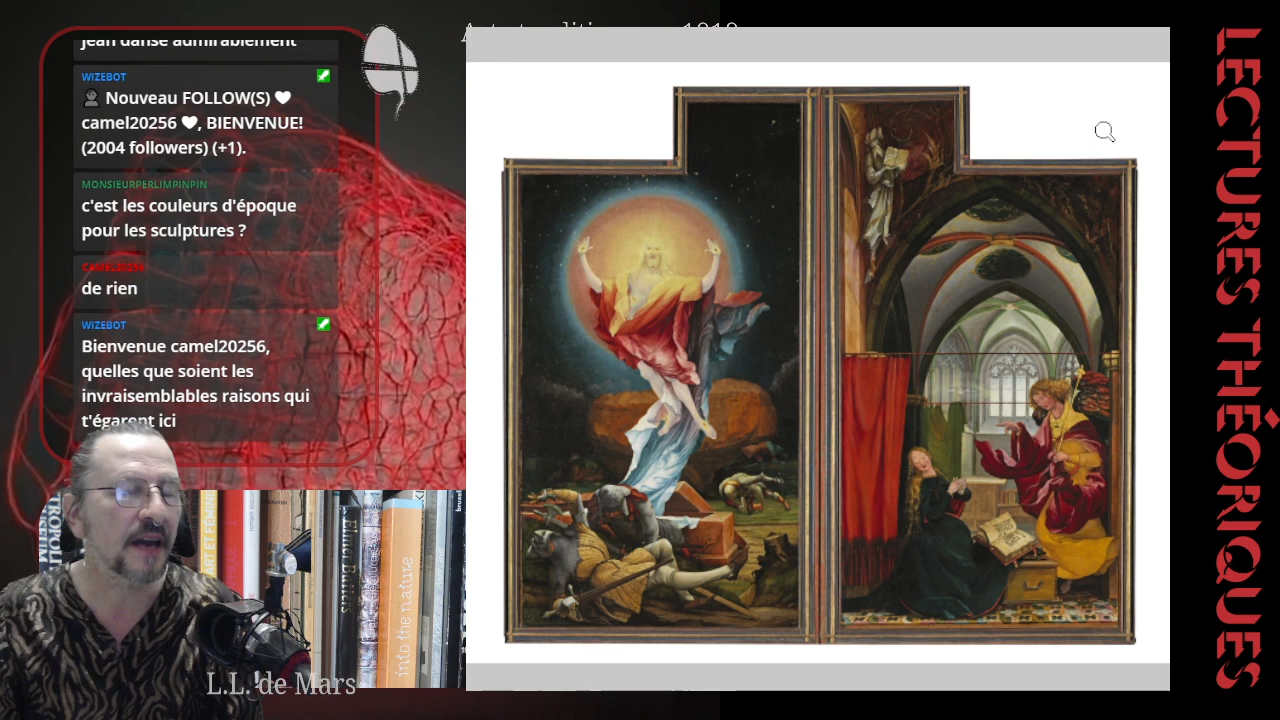 jean danse admirablement
WIZEBOT
Nouveau FOLLOW(S)
camel20256, BIENVENUE!
(2004 followers) (+1).
MONSIEURPERLIMPINPIN
c'est les couleurs d'époque
pour les sculptures ?
CAMEL20256
de rien
WIZEBOT
Bienvenue camel20256,
quelles que soient les
invraisemblables raisons qui
t'égarent ici
Elmer Batters
into the nature
L.L. de Mars
LECTURES THÉORIQUES